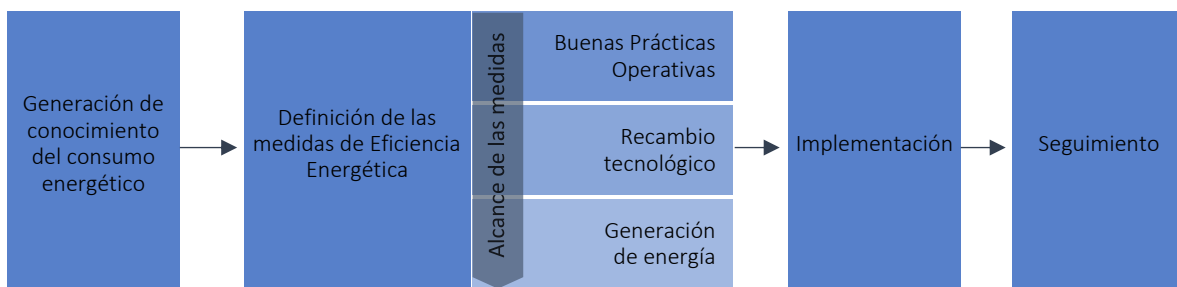 Generación de
conocimiento
del consumo
energético
Definición de las
medidas de Eficiencia
Energética
Alcance de las medidas
Buenas Prácticas
Operativas
Recambio
tecnológico
Generación
de energía
Implementación
Seguimiento